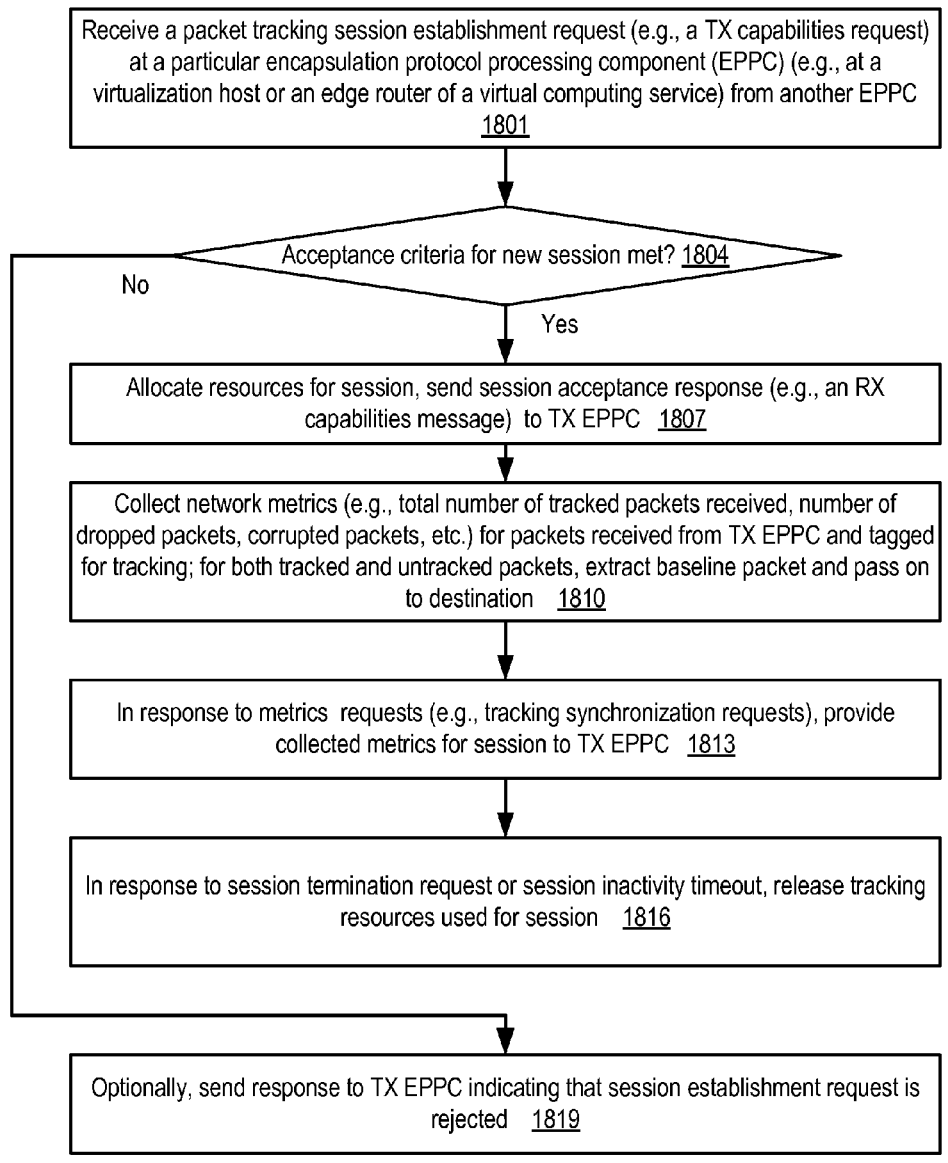 Receive a packet tracking session establishment request (e.g., a TX capabilities request)
at a particular encapsulation protocol processing component (EPPC) (e.g., at a
virtualization host or an edge router of a virtual computing service) from another EPPC
1801
Acceptance criteria for new session met? 1804
No
Yes
Allocate resources for session, send session acceptance response (e.g., an RX
capabilities message) to TX EPPC 1807
Collect network metrics (e.g., total number of tracked packets received, number of
dropped packets, corrupted packets, etc.) for packets received from TX EPPC and tagged
for tracking; for both tracked and untracked packets, extract baseline packet and pass on
to destination 1810
In response to metrics requests (e.g., tracking synchronization requests), provide
collected metrics for session to TX EPPC 1813
In response to session termination request or session inactivity timeout, release tracking
resources used for session 1816
Optionally, send response to TX EPPC indicating that session establishment request is
rejected 1819